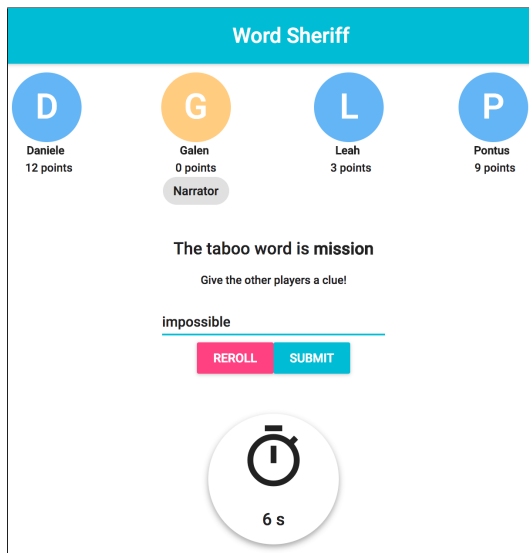 Word Sheriff
D G L P
Daniele Galen Leah Pontus
12 points 0 points 3 points 9 points
Narrator
The taboo word is mission
Give the other players a clue!
impossible
REROLL SUBMIT
6 s